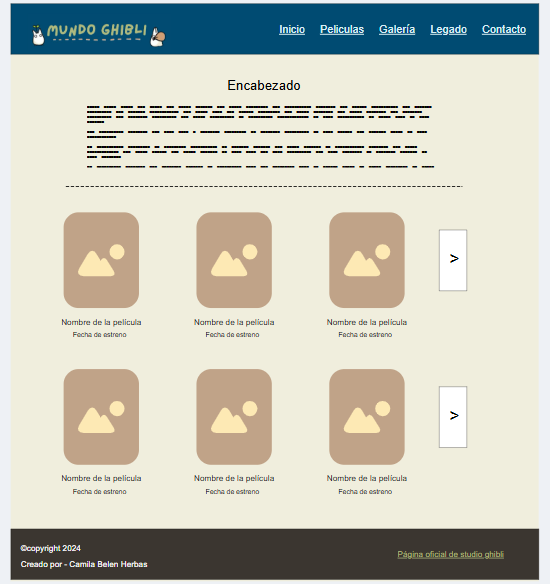 MUNDO GHIBLI
Inicio Peliculas Galería Legado Contacto
Encabezado
>
Nombre de la película Nombre de la película Nombre de la película
Fecha de estreno Fecha de estreno Fecha de estreno
>
Nombre de la película Nombre de la película Nombre de la película
Fecha de estreno Fecha de estreno Fecha de estreno
©copyright 2024
Creado por - Camila Belen Herbas
Página oficial de studio ghibli